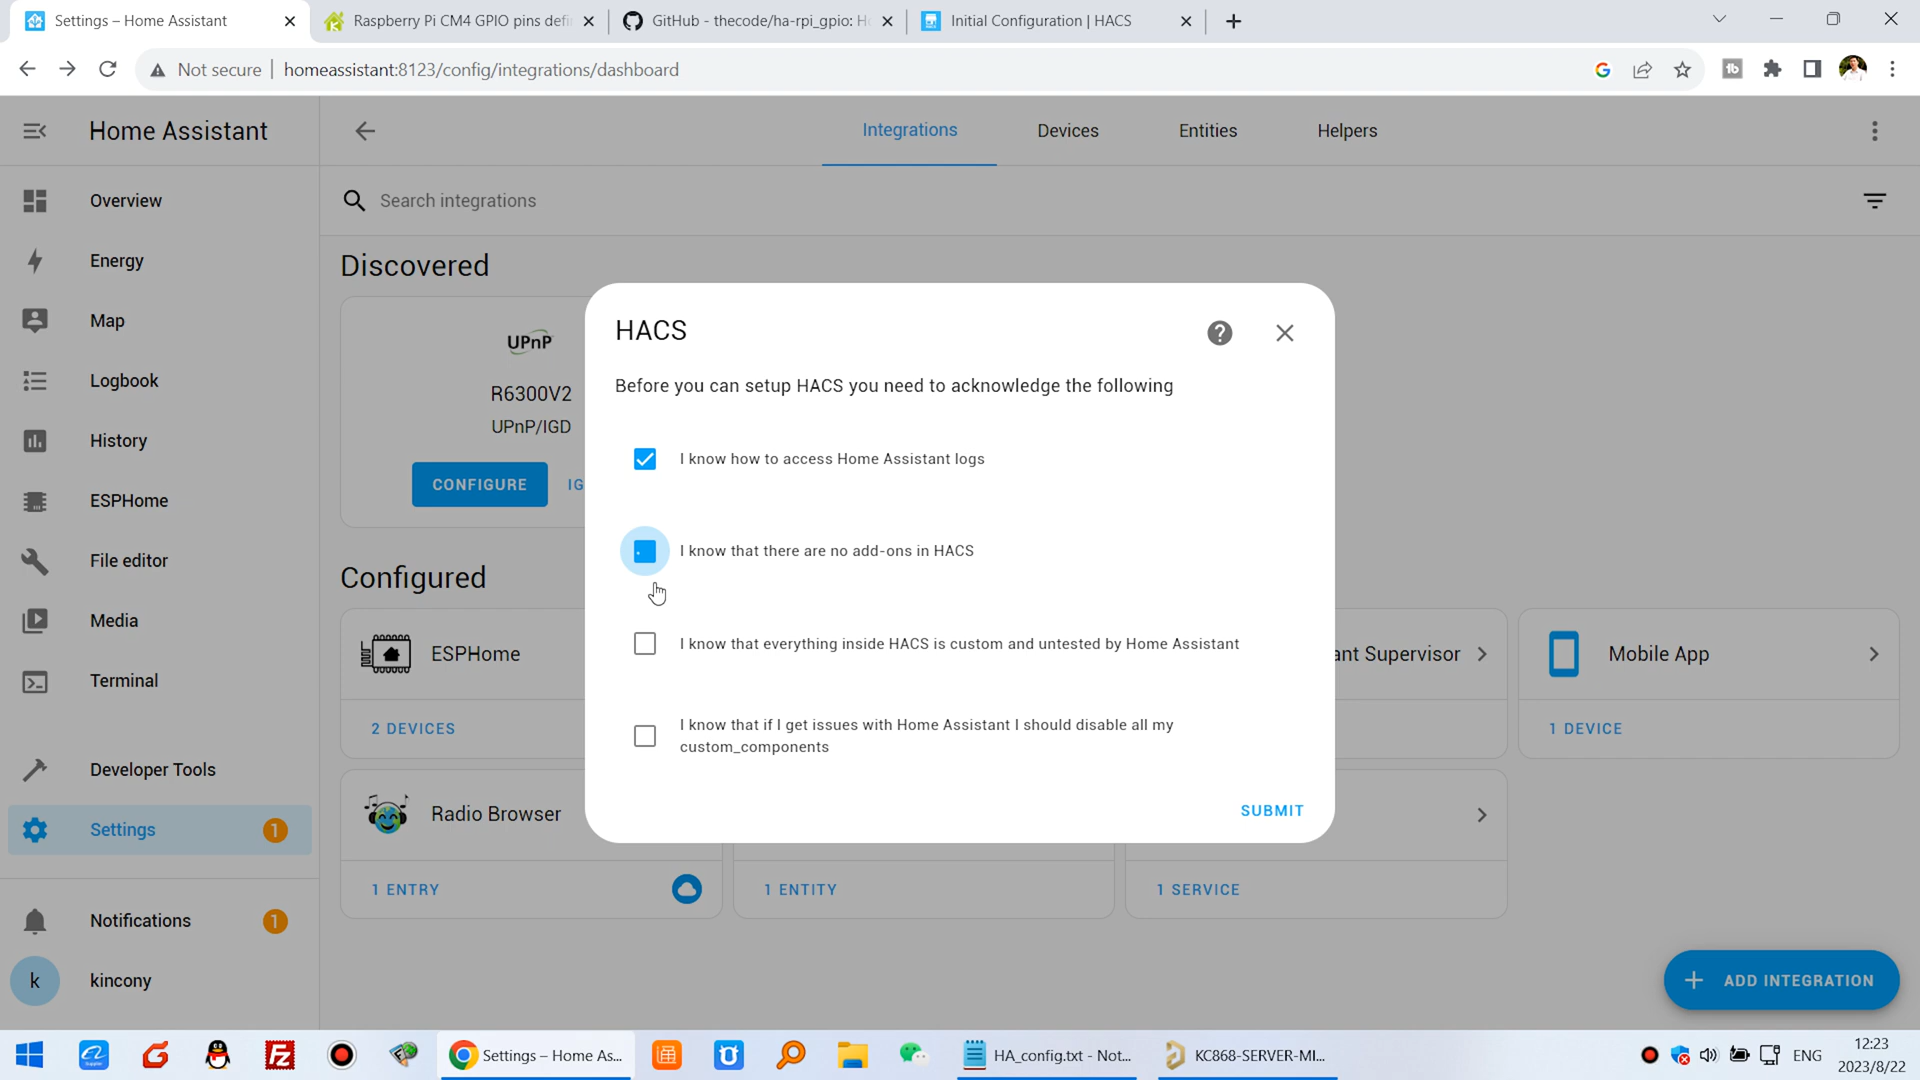 Settings – Home Assistant
Raspberry Pi CM4 GPIO pins defi
GitHub - thecode/ha-rpi_gpio: H
Initial Configuration | HACS
Not secure
homeassistant:8123/config/integrations/dashboard
Home Assistant
Integrations
Devices
Entities
Helpers
Overview
Search integrations
Energy
Discovered
Map
UPnP
R6300V2
UPnP/IGD
CONFIGURE
IG
Logbook
History
ESPHome
File editor
Media
Terminal
HACS
Before you can setup HACS you need to acknowledge the following
I know how to access Home Assistant logs
I know that there are no add-ons in HACS
I know that everything inside HACS is custom and untested by Home Assistant
I know that if I get issues with Home Assistant I should disable all my
custom_components
SUBMIT
Configured
ESPHome
ant Supervisor
Mobile App
2 DEVICES
1 DEVICE
Radio Browser
1 ENTRY
1 ENTITY
1 SERVICE
Developer Tools
Settings
1
Notifications
1
k
kincony
ADD INTEGRATION
Settings – Home As...
HA_config.txt - Not...
KC868-SERVER-MI...
ENG
12:23
2023/8/22